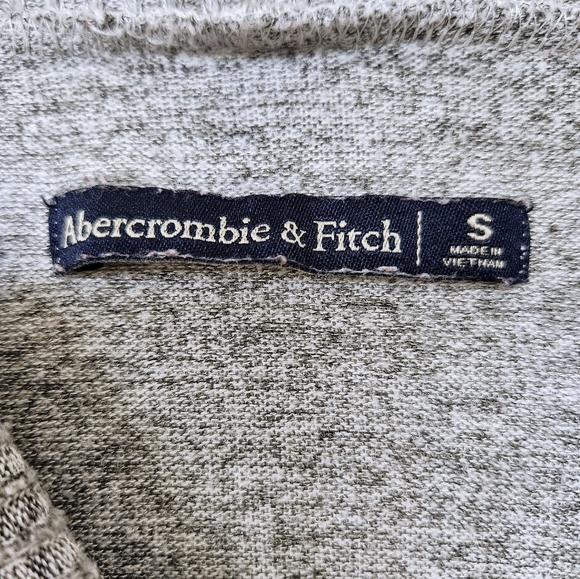 Abercrombie & Fitch
S
MADE IN
VIETNAM